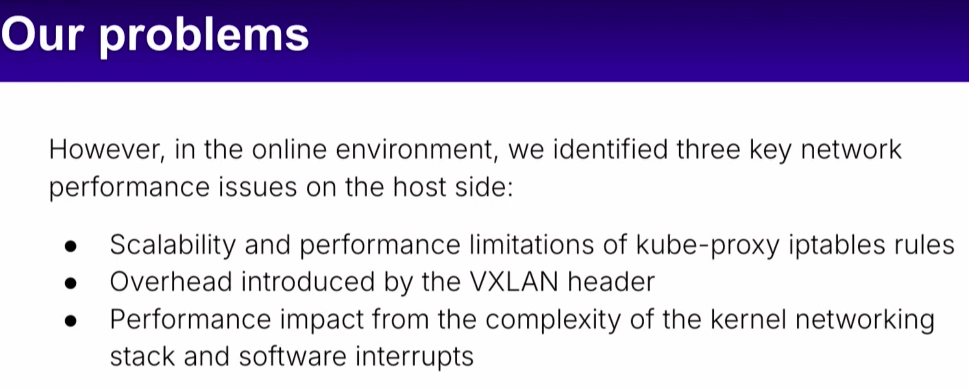 Our problems
However, in the online environment, we identified three key network
performance issues on the host side:
● Scalability and performance limitations of kube-proxy iptables rules
● Overhead introduced by the VXLAN header
● Performance impact from the complexity of the kernel networking
stack and software interrupts